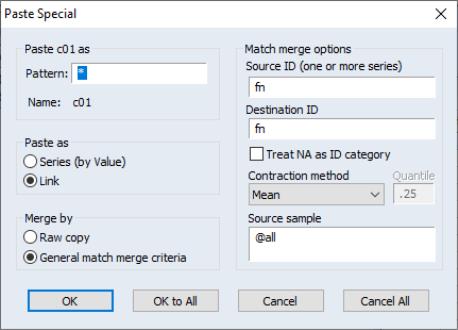 Paste Special
Paste c01 as
Pattern: *
Name: c01
Paste as
Series (by Value)
Link
Merge by
Raw copy
General match merge criteria
Match merge options
Source ID (one or more series)
fn
Destination ID
fn
Treat NA as ID category
Contraction method Quantile
Mean .25
Source sample
@all
OK OK to All Cancel Cancel All